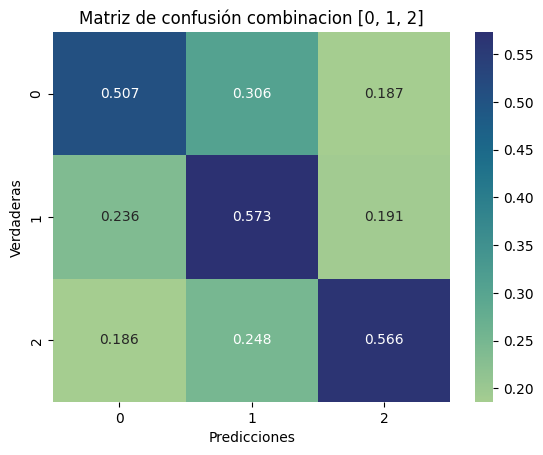 Matriz de confusión combinacion [0, 1, 2]
0.507 0.306 0.187
0.236 0.573 0.191
0.186 0.248 0.566
0
1
2
Verdaderas
0 1 2
Predicciones
0.55
0.50
0.45
0.40
0.35
0.30
0.25
0.20